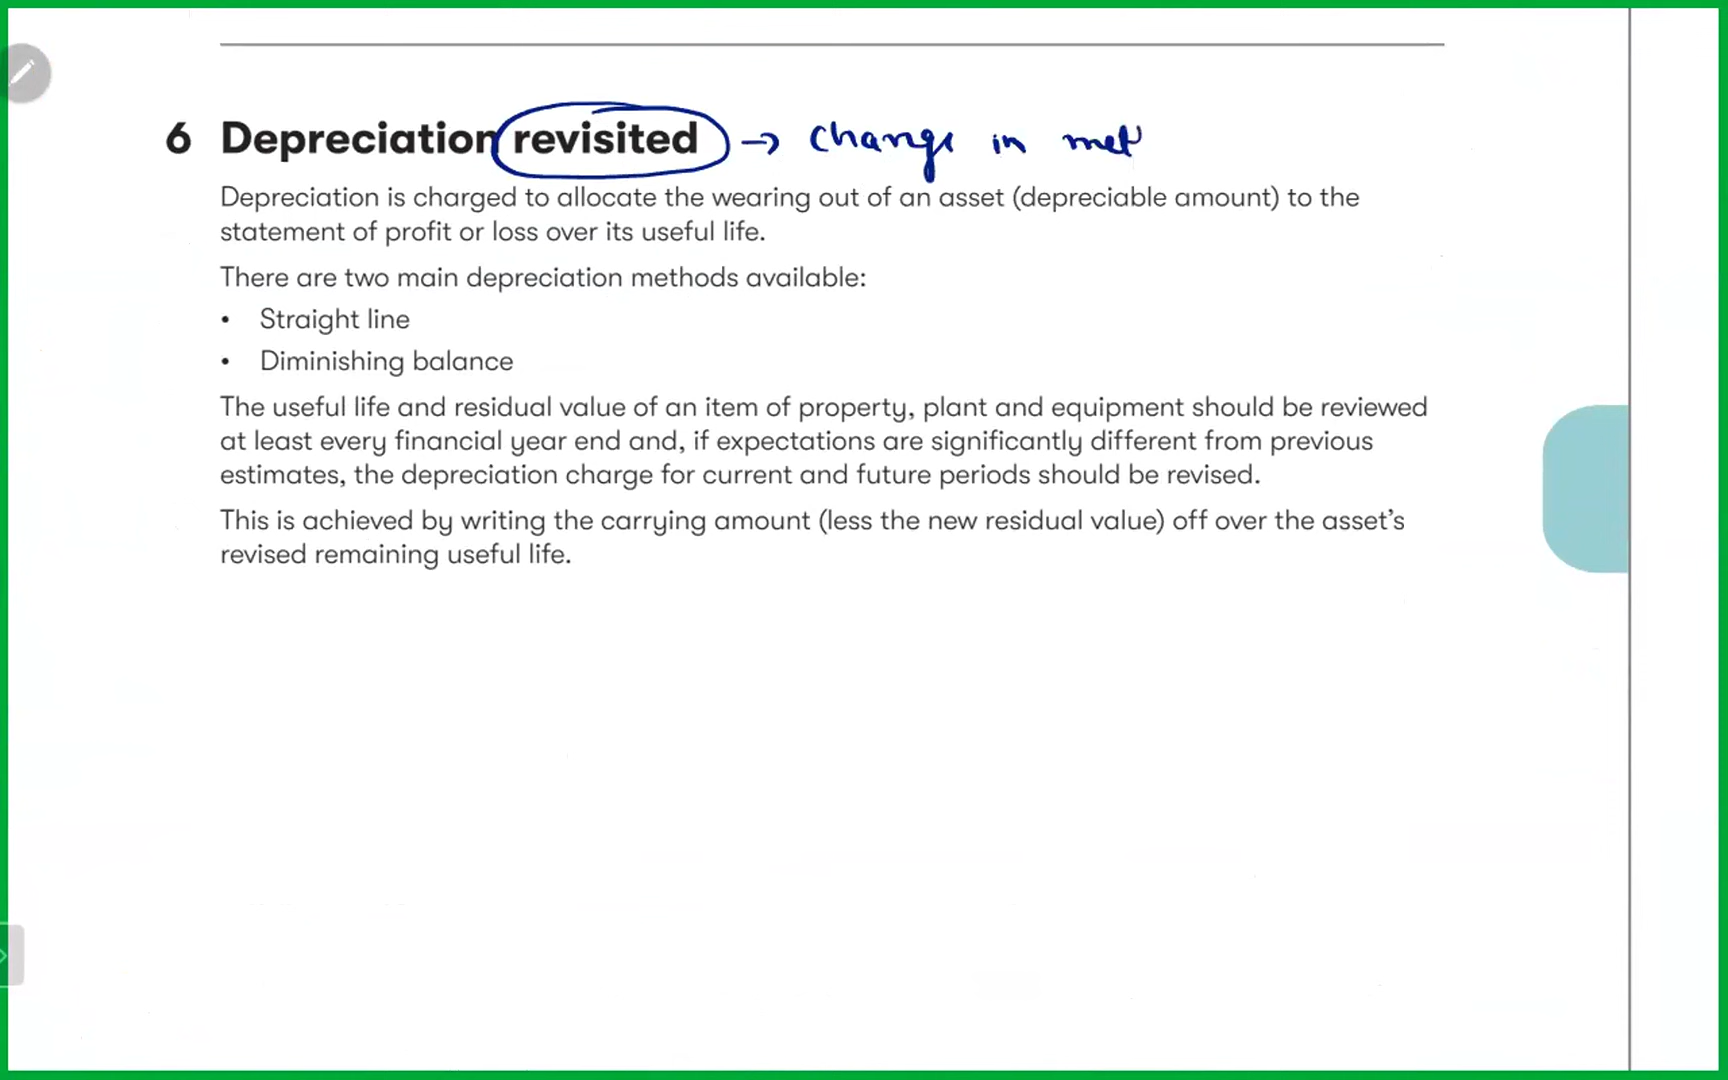 6 Depreciation revisited → change in met
Depreciation is charged to allocate the wearing out of an asset (depreciable amount) to the
statement of profit or loss over its useful life.
There are two main depreciation methods available:
• Straight line
• Diminishing balance
The useful life and residual value of an item of property, plant and equipment should be reviewed
at least every financial year end and, if expectations are significantly different from previous
estimates, the depreciation charge for current and future periods should be revised.
This is achieved by writing the carrying amount (less the new residual value) off over the asset's
revised remaining useful life.